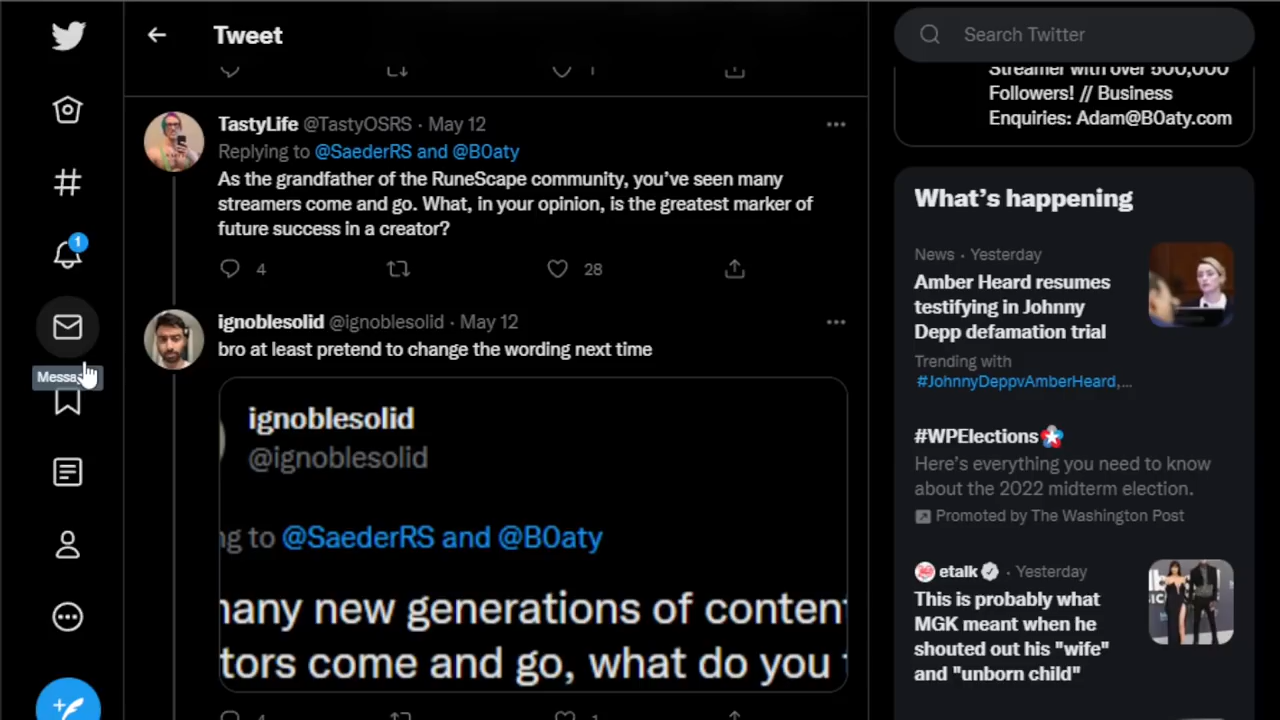 Tweet
1
TastyLife @TastyOSRS · May 12
Replying to @SaederRS and @B0aty
As the grandfather of the RuneScape community, you've seen many
streamers come and go. What, in your opinion, is the greatest marker of
future success in a creator?
4
28
ignoblesolid @ignoblesolid · May 12
bro at least pretend to change the wording next time
ignoblesolid
@ignoblesolid
ng to @SaederRS and @B0aty
many new generations of content
tors come and go, what do you
4
1
1
Search Twitter
Streamer with over 500,000
Followers! // Business
Enquiries: Adam@B0aty.com
What's happening
News · Yesterday
Amber Heard resumes
testifying in Johnny
Depp defamation trial
Trending with
#JohnnyDeppvAmberHeard,...
#WPElections
Here's everything you need to know
about the 2022 midterm election.
Promoted by The Washington Post
etalk · Yesterday
This is probably what
MGK meant when he
shouted out his "wife"
and "unborn child"